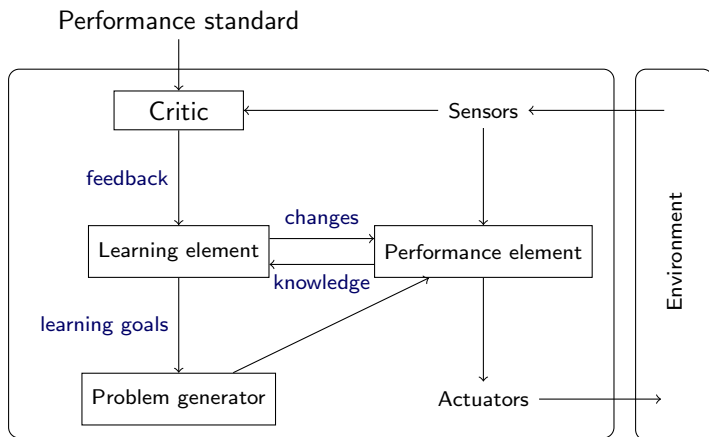 Performance standard
Critic
Sensors
feedback
changes
Learning element
Performance element
knowledge
learning goals
Problem generator
Actuators
Environment